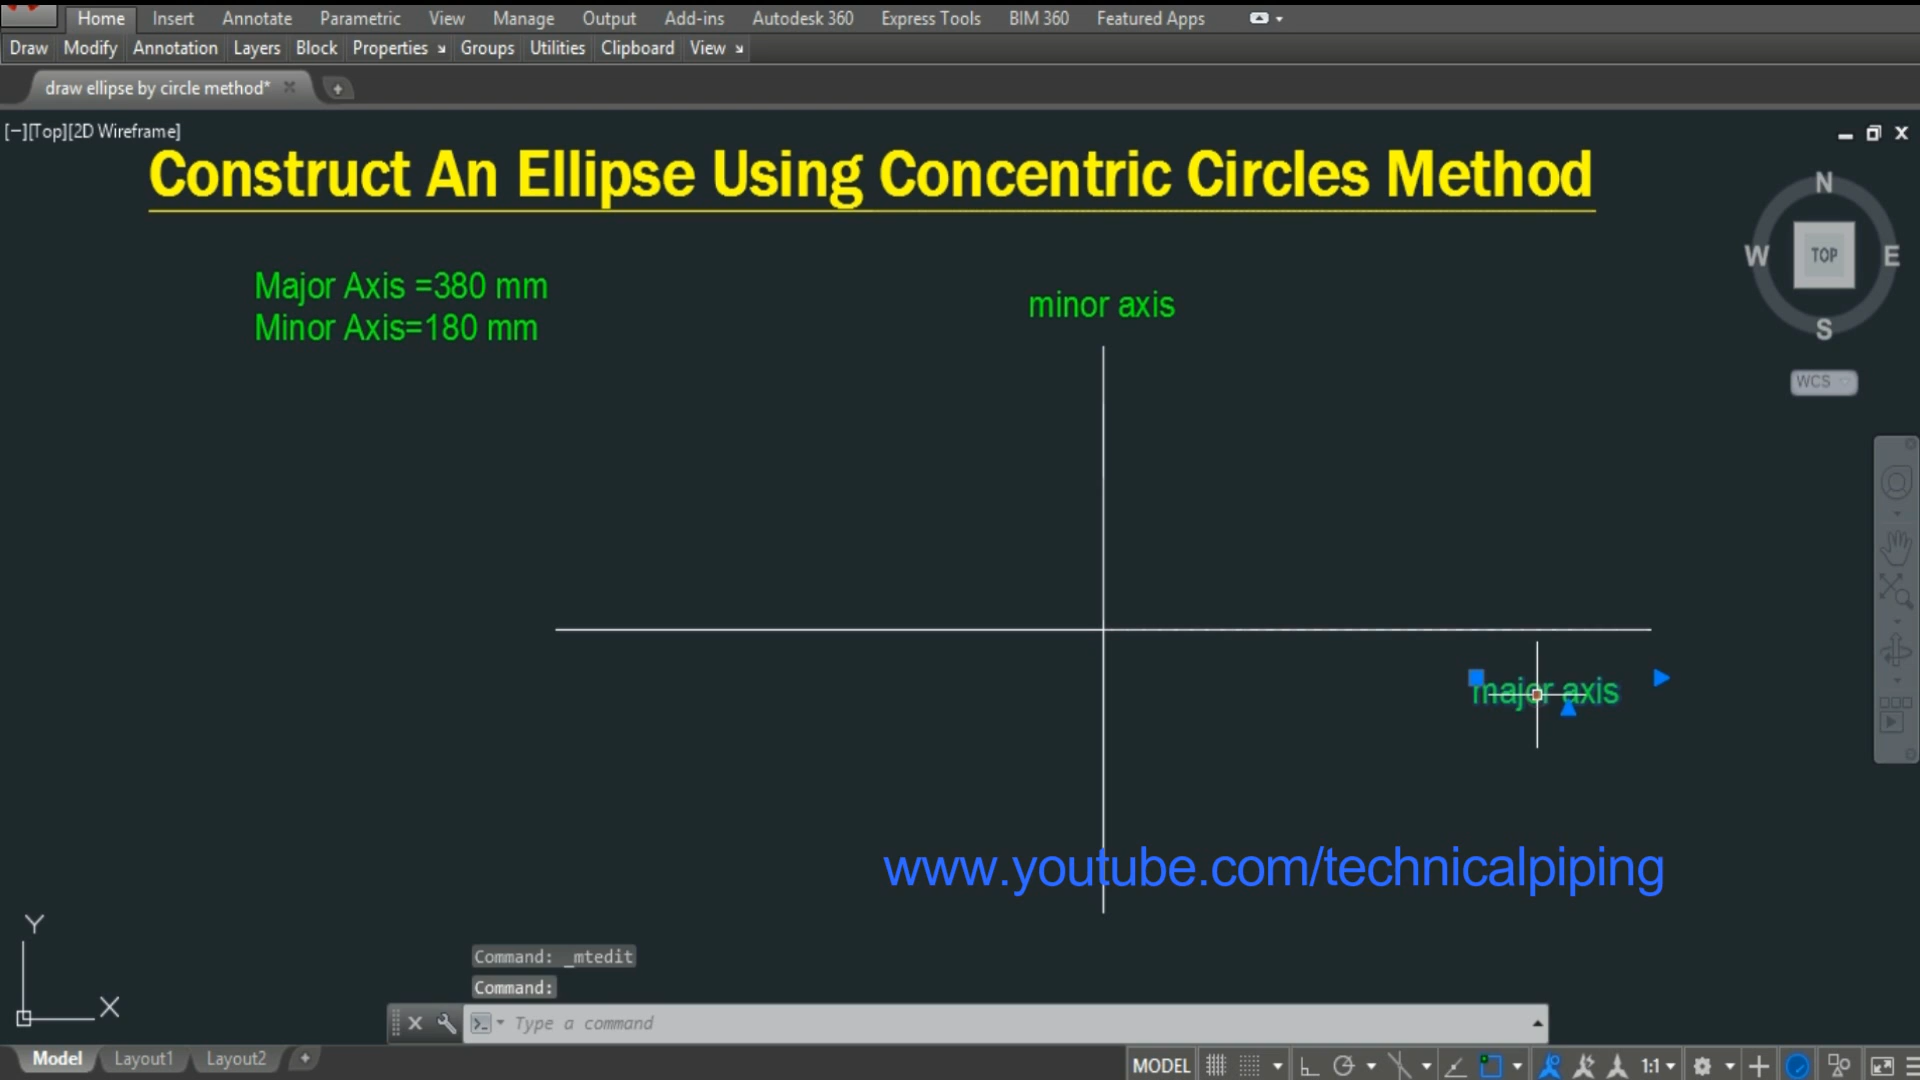 Home Insert Annotate Parametric View Manage Output Add-ins Autodesk 360 Express Tools BIM 360 Featured Apps
Draw Modify Annotation Layers Block Properties Groups Utilities Clipboard View
draw ellipse by circle method*
[−][Top][2D Wireframe]
Construct An Ellipse Using Concentric Circles Method
N
W TOP E
S
WCS
Major Axis =380 mm
Minor Axis=180 mm
minor axis
major axis
www.youtube.com/technicalpiping
Y
X
Command: _mtedit
Command:
Type a command
Model Layout1 Layout2
MODEL 1:1